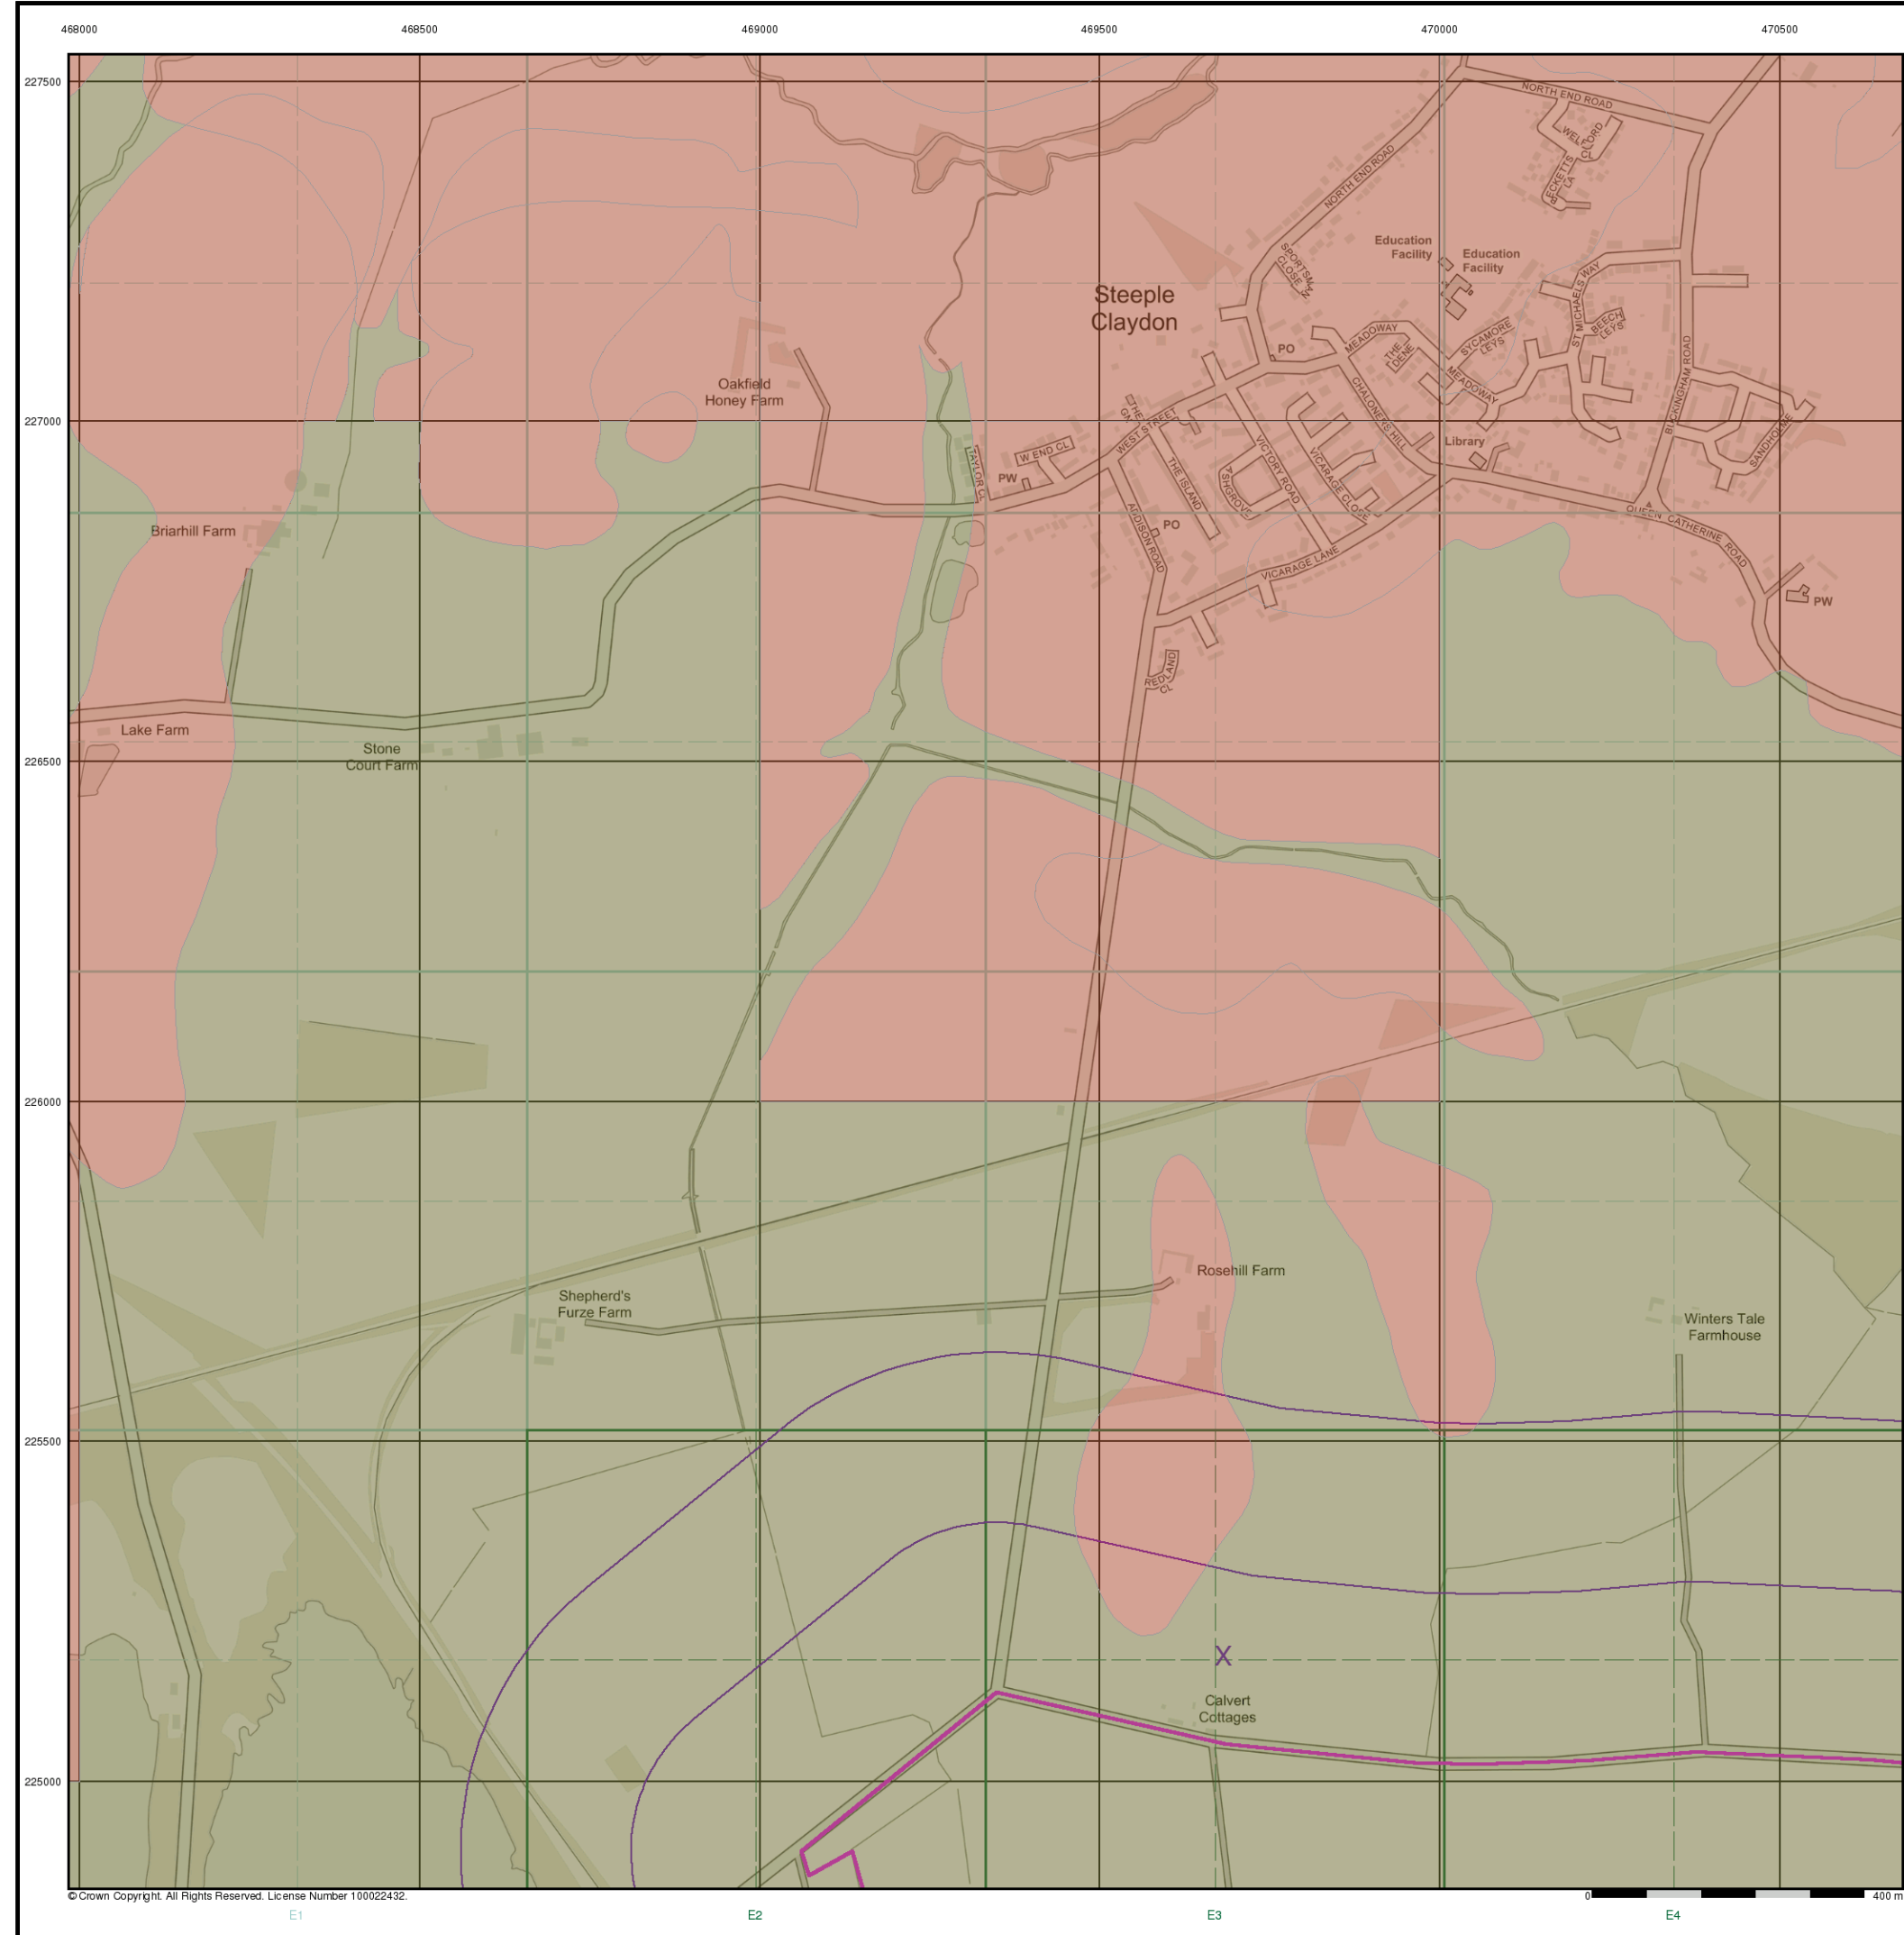 468000 468500 469000 469500 470000 470500
227500
NORTH END ROAD
WELFORD CL
BECKETTS LA
NORTH END ROAD
Education
Facility
Education
Facility
SPORTSMAN
CLOSE
Steeple
Claydon
ST MICHAELS WAY
BEECH
LEYS
SYCAMORE
LEYS
MEADOWAY
THE
DENE
PO
MEADOWAY
BUCKINGHAM ROAD
Oakfield
Honey Farm
CHALONERS HILL
THE
GN
WEST STREET
227000
SANDHOLME
Library
W END CL
TAYLOR CL
PW
THE ISLAND
VICTORY ROAD
VICARAGE CLOSE
ASHGROVE
Briarhill Farm
ADDISON ROAD
PO
QUEEN CATHERINE ROAD
VICARAGE LANE
PW
REDLAND
CL
Lake Farm
Stone
Court Farm
226500
226000
Rosehill Farm
Shepherd's
Furze Farm
Winters Tale
Farmhouse
225500
X
Calvert
Cottages
225000
© Crown Copyright. All Rights Reserved. License Number 100022432.
0 400 m
E1 E2 E3 E4